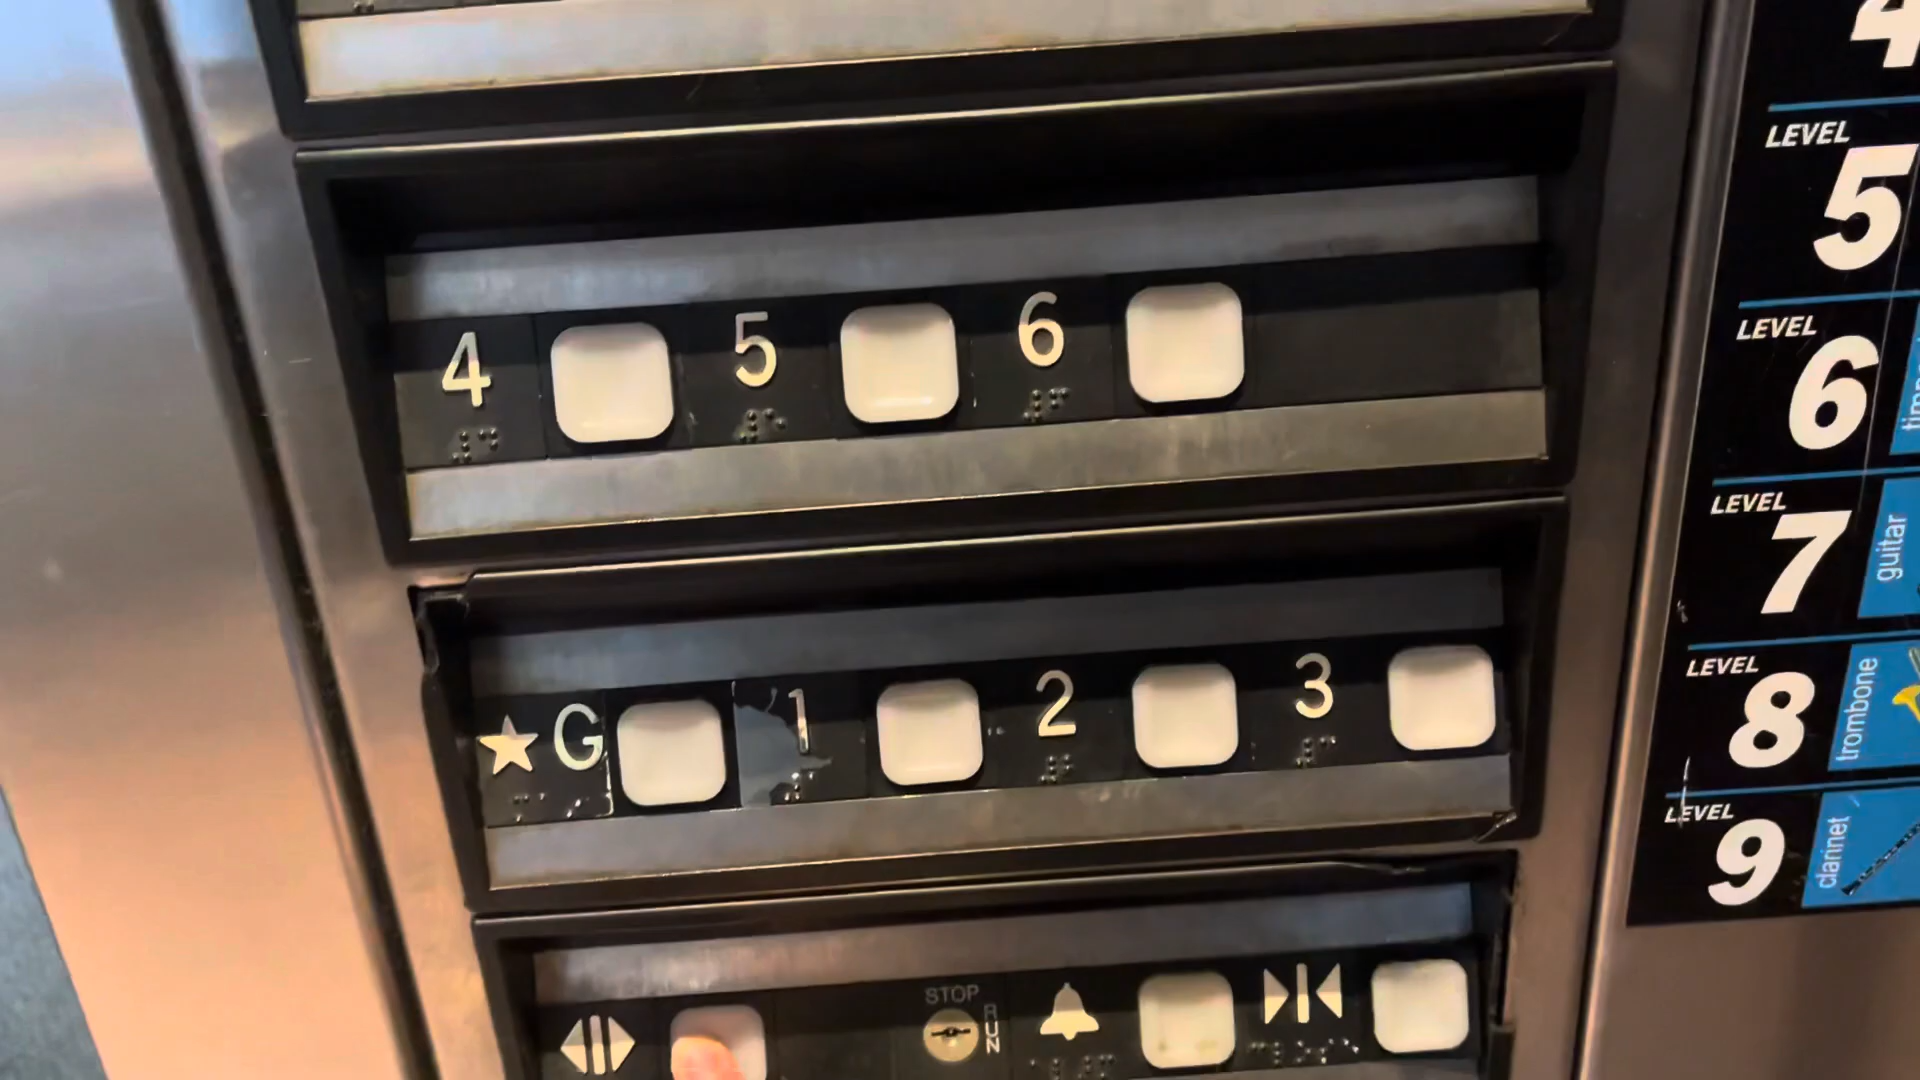 4 5 6
G 1 2 3
STOP
RUN
4
LEVEL
5
LEVEL
6
LEVEL
7
guitar
LEVEL
8
trombone
LEVEL
9
clarinet